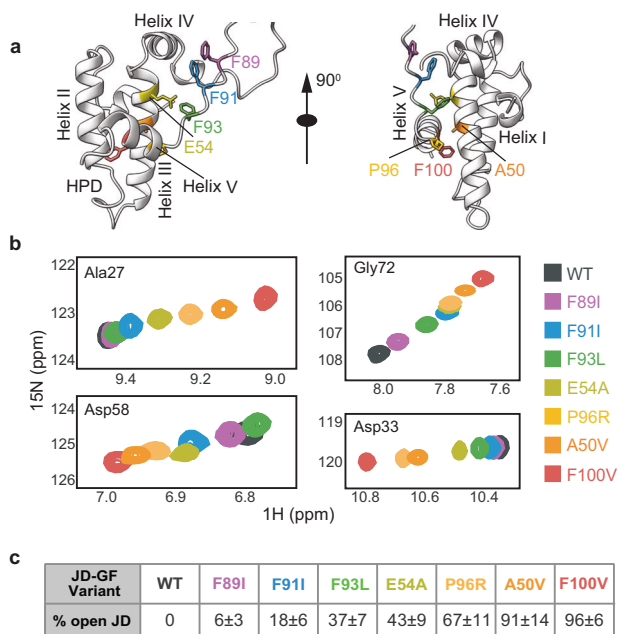 a
Helix IV
F89
F91
F93
E54
Helix II
Helix III
Helix V
HPD
90⁰
Helix IV
Helix V
Helix I
P96
F100
A50
b
15N (ppm)
Ala27
122
123
124
9.4
9.2
9.0
Gly72
105
106
107
108
8.0
7.8
7.6
Asp58
124
125
126
7.0
6.9
6.8
Asp33
119
120
10.8
10.6
10.4
1H (ppm)
WT
F89I
F91I
F93L
E54A
P96R
A50V
F100V
c
JD-GF Variant WT F89I F91I F93L E54A P96R A50V F100V
% open JD 0 6±3 18±6 37±7 43±9 67±11 91±14 96±6